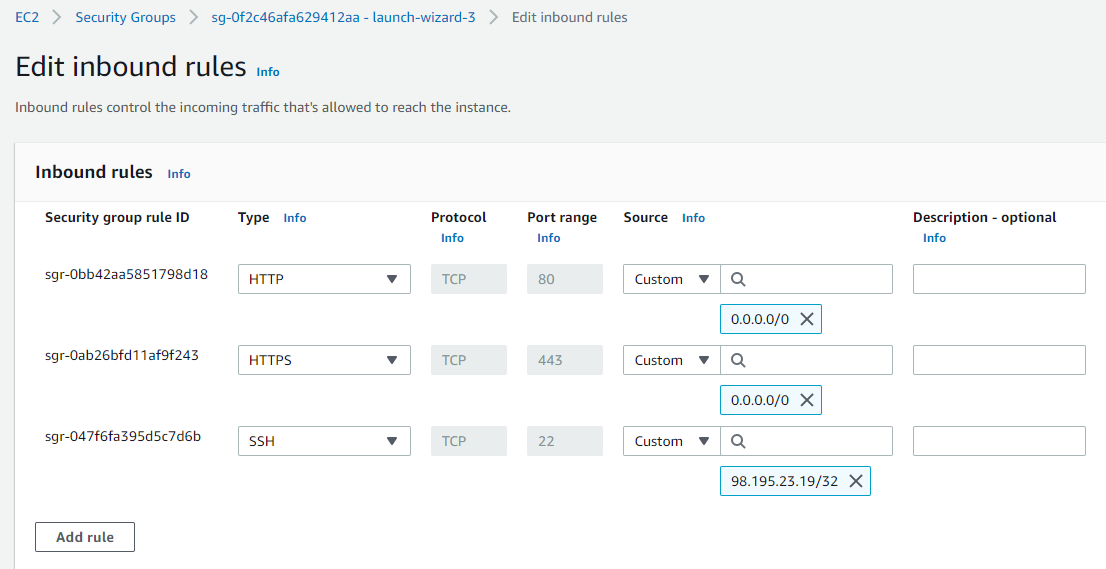 EC2 > Security Groups > sg-0f2c46afa629412aa - launch-wizard-3 > Edit inbound rules
Edit inbound rules Info
Inbound rules control the incoming traffic that's allowed to reach the instance.
Inbound rules Info
Security group rule ID Type Info Protocol Info Port range Info Source Info Description - optional Info
sgr-0bb42aa5851798d18 HTTP TCP 80 Custom
0.0.0.0/0
sgr-0ab26bfd11af9f243 HTTPS TCP 443 Custom
0.0.0.0/0
sgr-047f6fa395d5c7d6b SSH TCP 22 Custom
98.195.23.19/32
Add rule